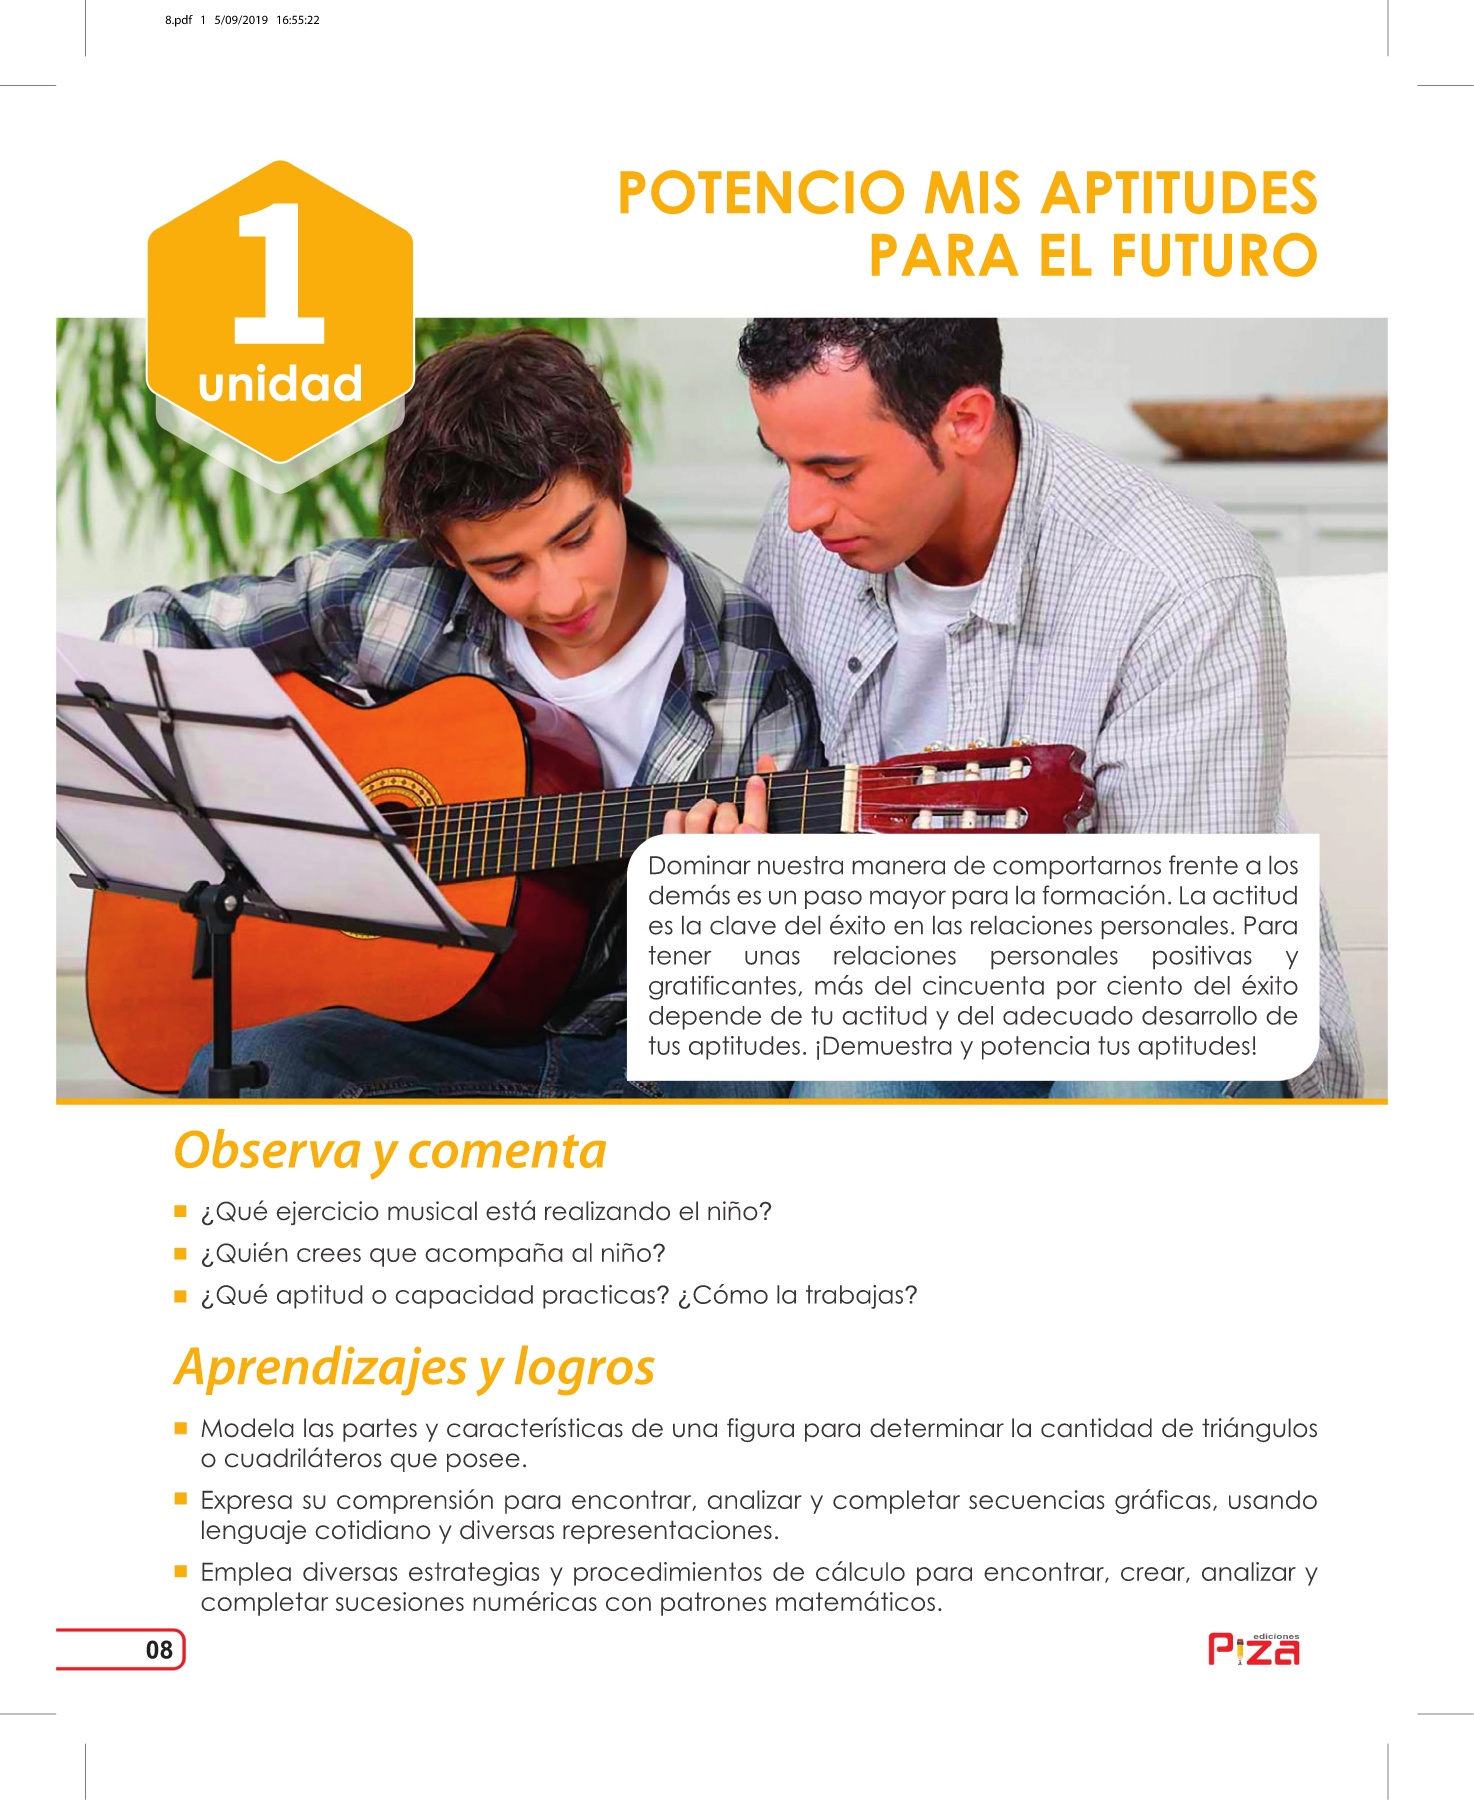 8.pdf 1 5/09/2019 16:55:22
1
unidad
POTENCIO MIS APTITUDES
PARA EL FUTURO
Dominar nuestra manera de comportarnos frente a los
demás es un paso mayor para la formación. La actitud
es la clave del éxito en las relaciones personales. Para
tener unas relaciones personales positivas y
gratificantes, más del cincuenta por ciento del éxito
depende de tu actitud y del adecuado desarrollo de
tus aptitudes. ¡Demuestra y potencia tus aptitudes!
Observa y comenta
¿Qué ejercicio musical está realizando el niño?
¿Quién crees que acompaña al niño?
¿Qué aptitud o capacidad practicas? ¿Cómo la trabajas?
Aprendizajes y logros
Modela las partes y características de una figura para determinar la cantidad de triángulos
o cuadriláteros que posee.
Expresa su comprensión para encontrar, analizar y completar secuencias gráficas, usando
lenguaje cotidiano y diversas representaciones.
Emplea diversas estrategias y procedimientos de cálculo para encontrar, crear, analizar y
completar sucesiones numéricas con patrones matemáticos.
08
ediciones
Piza